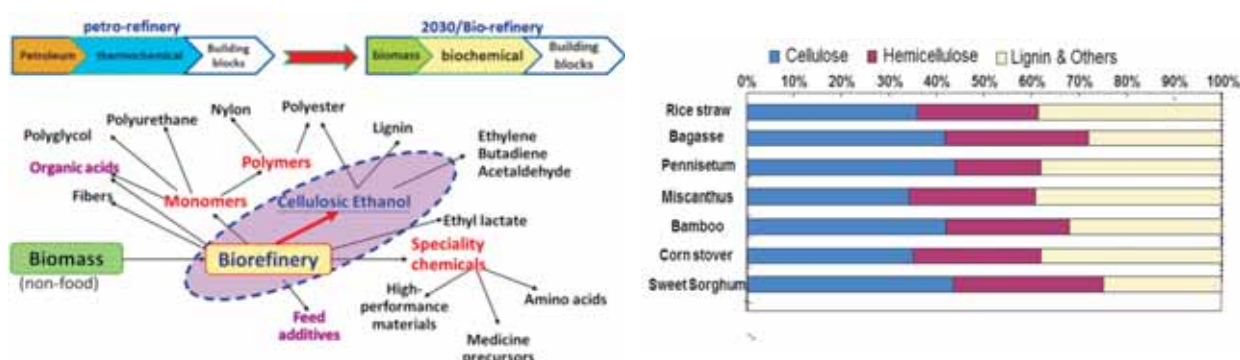 petro-refinery
Petroleum
thermochemical
Building
blocks
2030/Bio-refinery
biomass
biochemical
Building
blocks
Polyglycol
Polyurethane
Nylon
Polyester
Lignin
Ethylene
Butadiene
Acetaldehyde
Organic acids
Polymers
Fibers
Monomers
Cellulosic Ethanol
Ethyl lactate
Biomass
(non-food)
Biorefinery
Speciality
chemicals
Feed
additives
High-
performance
materials
Amino acids
Medicine
precursors
Cellulose
Hemicellulose
Lignin & Others
0% 10% 20% 30% 40% 50% 60% 70% 80% 90% 100%
Rice straw
Bagasse
Pennisetum
Miscanthus
Bamboo
Corn stover
Sweet Sorghum